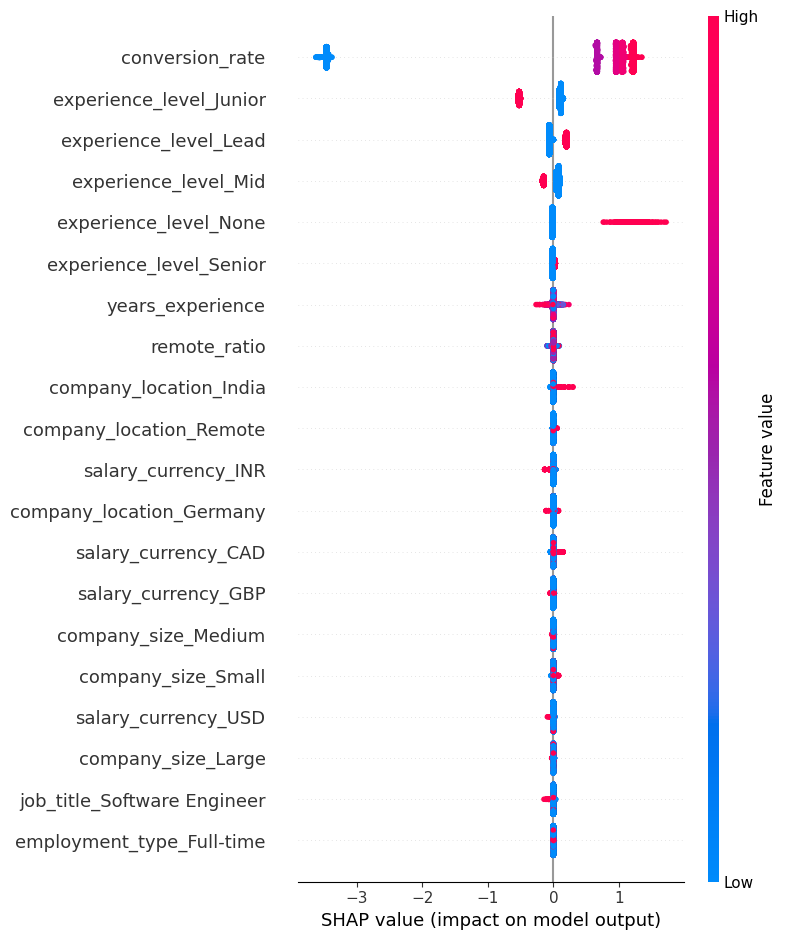 High
conversion_rate
experience_level_Junior
experience_level_Lead
experience_level_Mid
experience_level_None
experience_level_Senior
years_experience
remote_ratio
company_location_India
company_location_Remote
salary_currency_INR
company_location_Germany
salary_currency_CAD
salary_currency_GBP
company_size_Medium
company_size_Small
salary_currency_USD
company_size_Large
job_title_Software Engineer
employment_type_Full-time
Feature value
Low
−3 −2 −1 0 1
SHAP value (impact on model output)